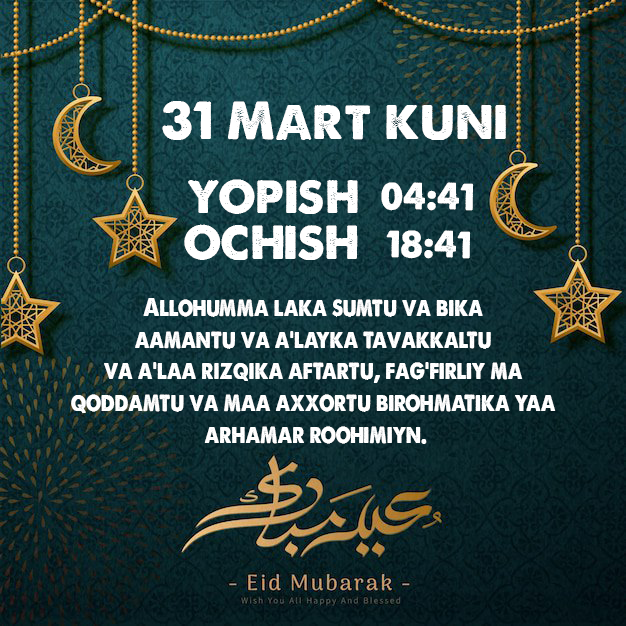 31 MART KUNI
YOPISH 04:41
OCHISH 18:41
ALLOHUMMA LAKA SUMTU VA BIKA
AAMANTU VA A'LAYKA TAVAKKALTU
VA A'LAA RIZQIKA AFTARTU, FAG'FIRLIY MA
QODDAMTU VA MAA AXXORTU BIROHMATIKA YAA
ARHAMAR ROOHIMIYN.
عيد مبارك
- Eid Mubarak -
Wish You All Happy And Blessed